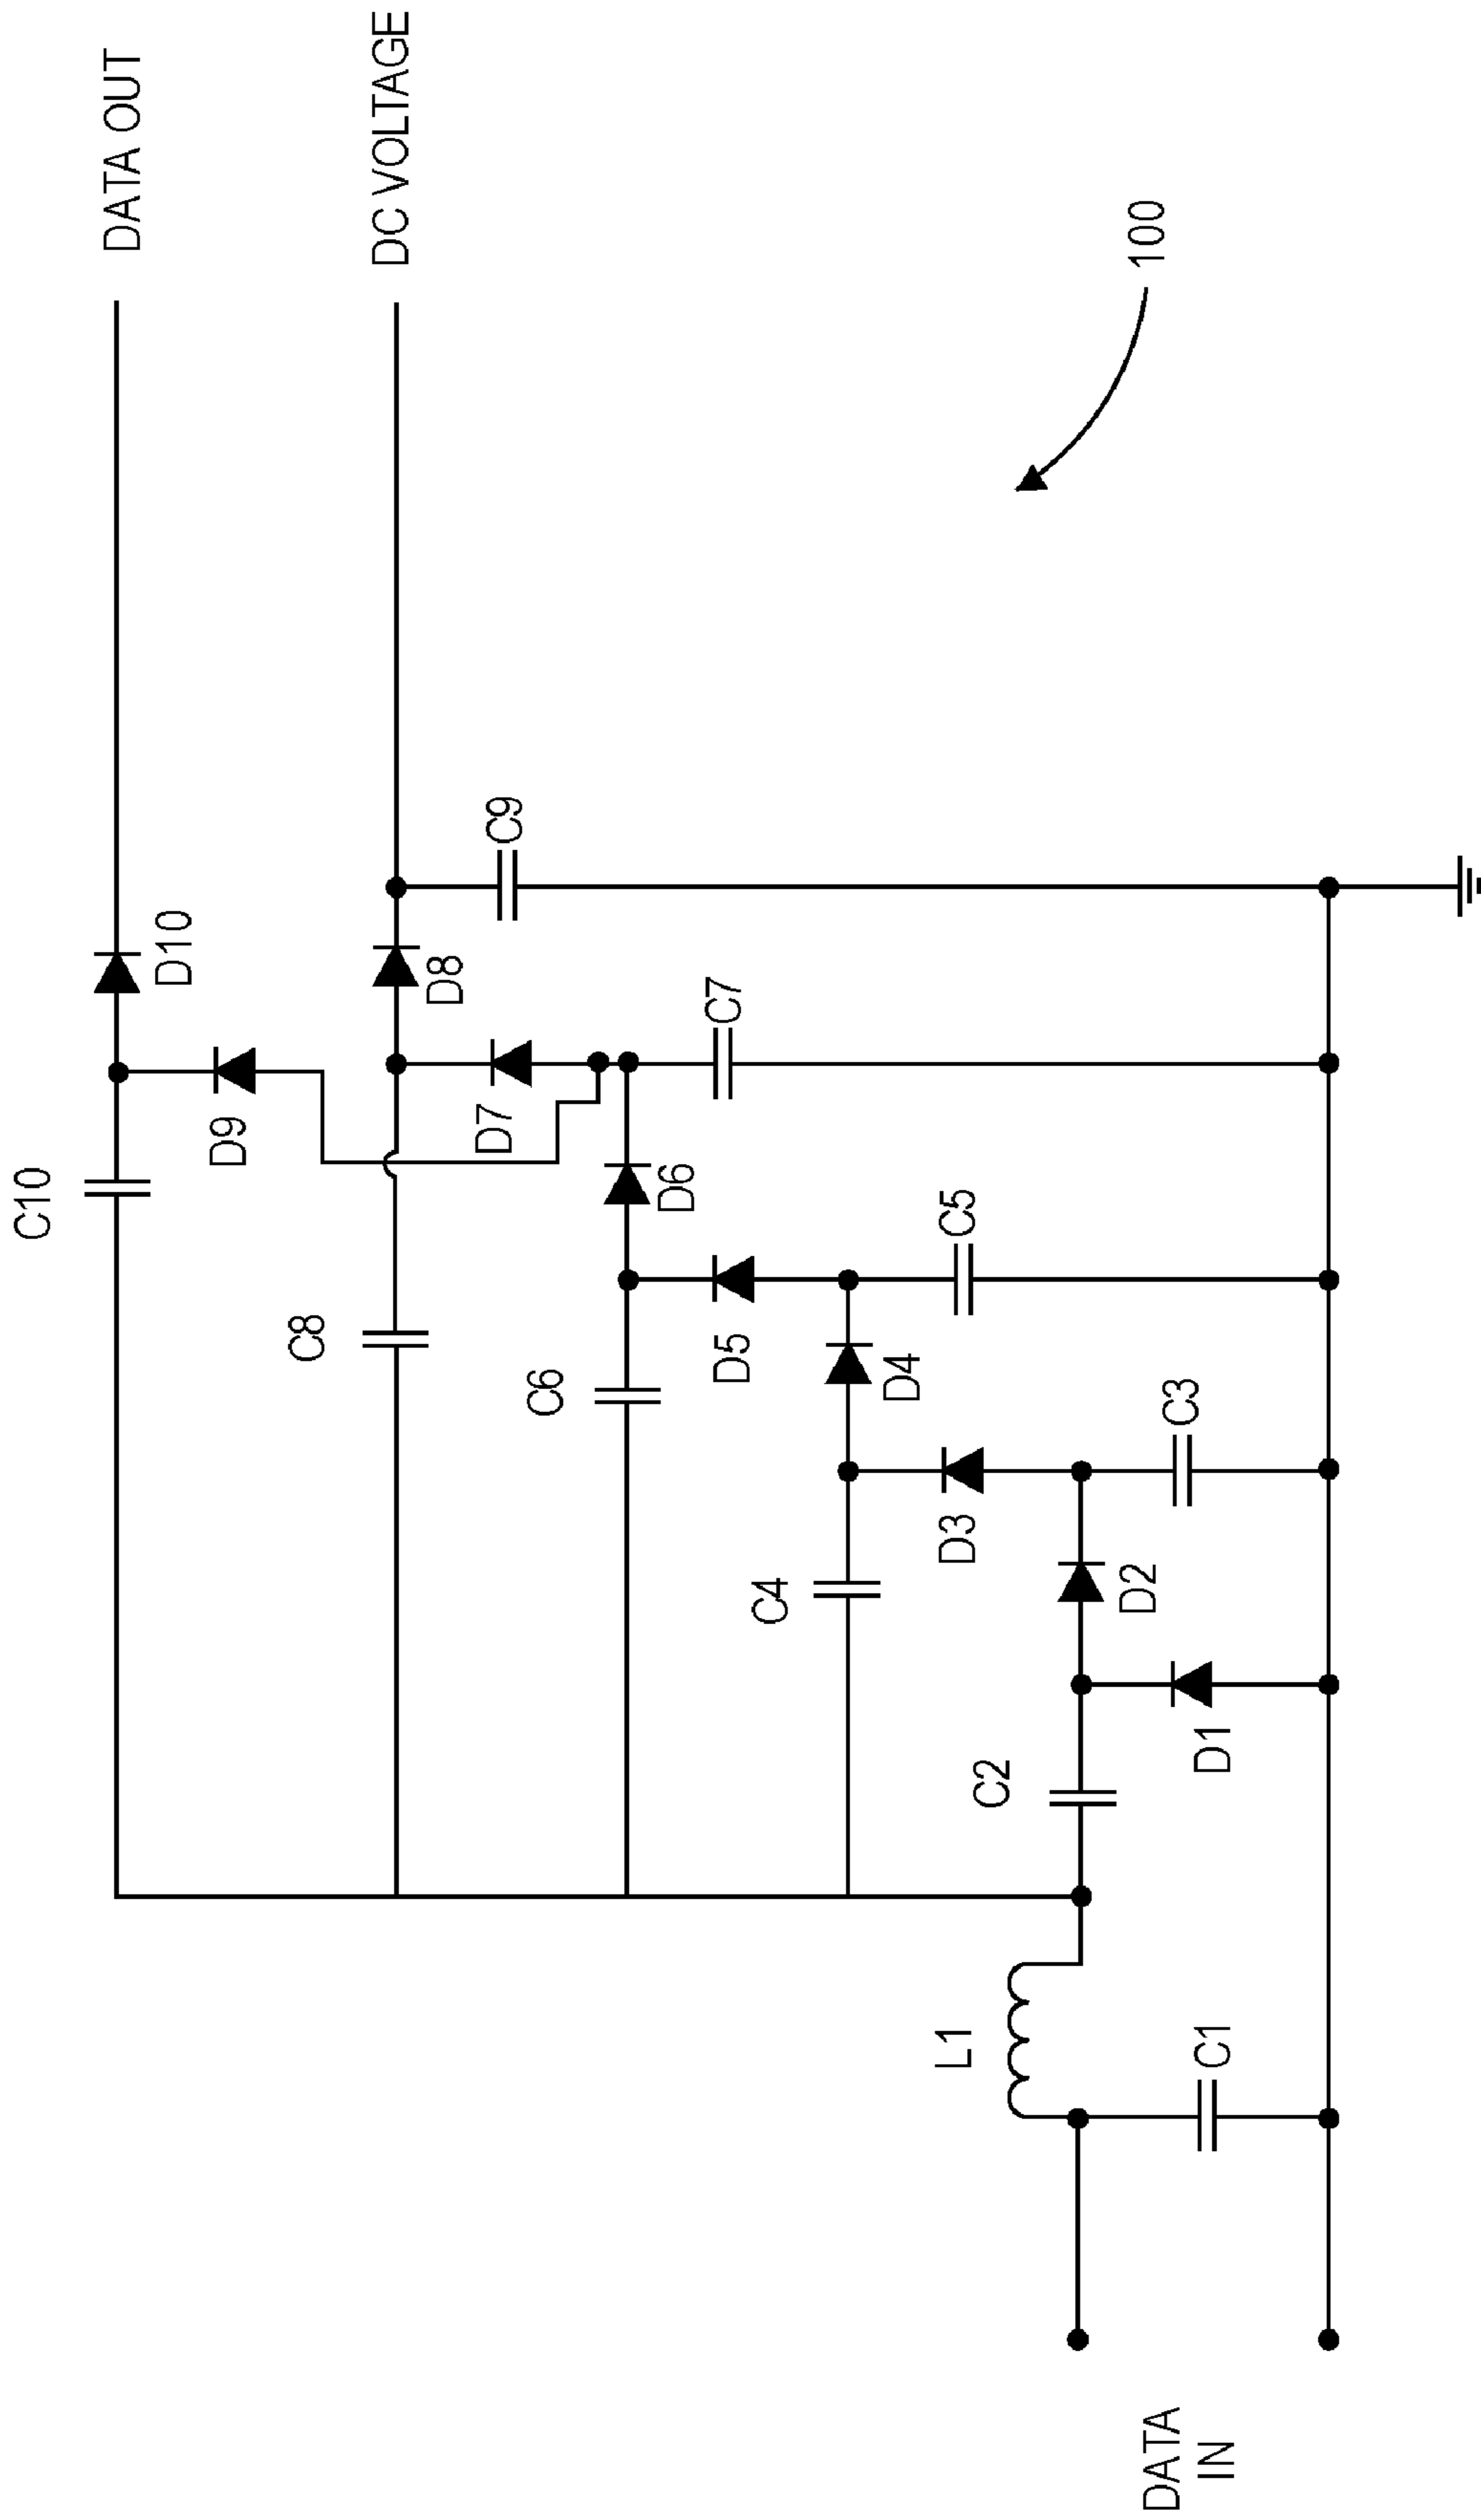 DATA OUT
DC VOLTAGE
100
C10
D10
D9
C8
D8
C9
D7
C7
C6
D6
D5
C5
C4
D4
D3
C3
C2
D2
D1
L1
C1
DATA
IN